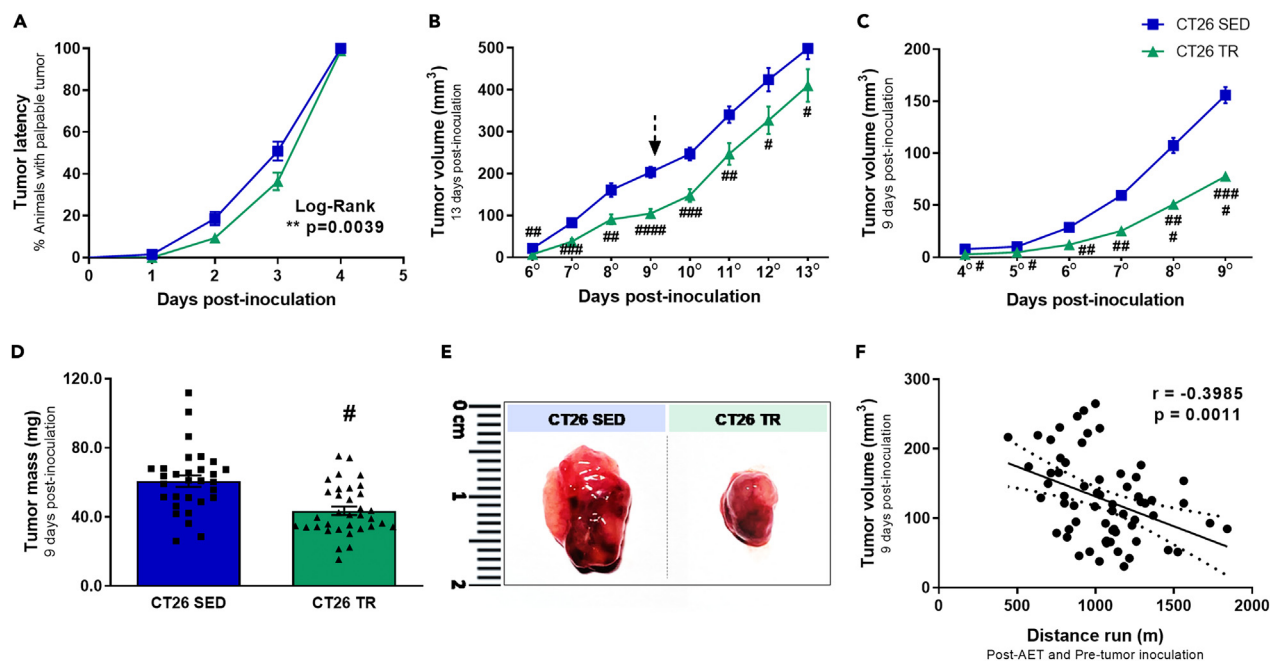 A
Tumor latency
% Animals with palpable tumor
100
80
60
40
20
0
0 1 2 3 4 5
Log-Rank
** p=0.0039
Days post-inoculation
B
Tumor volume (mm3)
13 days post-inoculation
500
400
300
200
100
0
##
###
##
####
###
##
#
#
6° 7° 8° 9° 10° 11° 12° 13°
Days post-inoculation
C
CT26 SED
CT26 TR
Tumor volume (mm3)
9 days post-inoculation
200
150
100
50
0
#
#
##
##
##
#
###
#
4° 5° 6° 7° 8° 9°
Days post-inoculation
D
Tumor mass (mg)
9 days post-inoculation
120.0
80.0
40.0
0.0
#
CT26 SED CT26 TR
E
0 cm
1
2
CT26 SED CT26 TR
F
Tumor volume (mm3)
9 days post-inoculation
300
200
100
0
r = -0.3985
p = 0.0011
0 500 1000 1500 2000
Distance run (m)
Post-AET and Pre-tumor inoculation